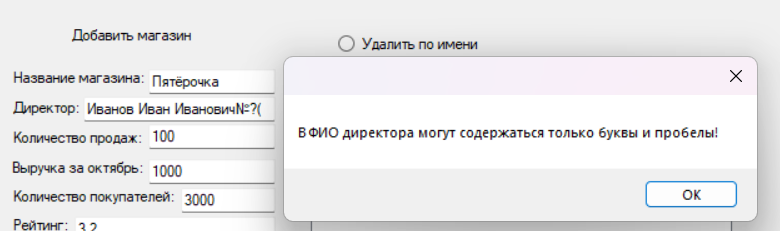 Добавить магазин
Удалить по имени
Название магазина: Пятёрочка
Директор: Иванов Иван Иванович№?(
Количество продаж: 100
Выручка за октябрь: 1000
Количество покупателей: 3000
Рейтинг: 3,2
В ФИО директора могут содержаться только буквы и пробелы!
ОК